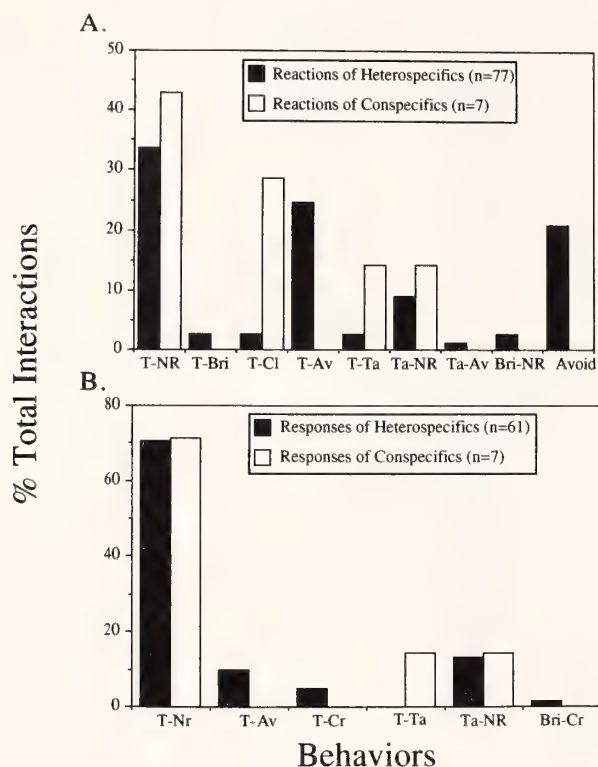 A.
50
40
30
20
10
0
Reactions of Heterospecifics (n=77)
Reactions of Conspecifics (n=7)
T-NR T-Bri T-Cl T-Av T-Ta Ta-NR Ta-Av Bri-NR Avoid
% Total Interactions
B.
80
60
40
20
0
Responses of Heterospecifics (n=61)
Responses of Conspecifics (n=7)
T-Nr T-Av T-Cr T-Ta Ta-NR Bri-Cr
Behaviors